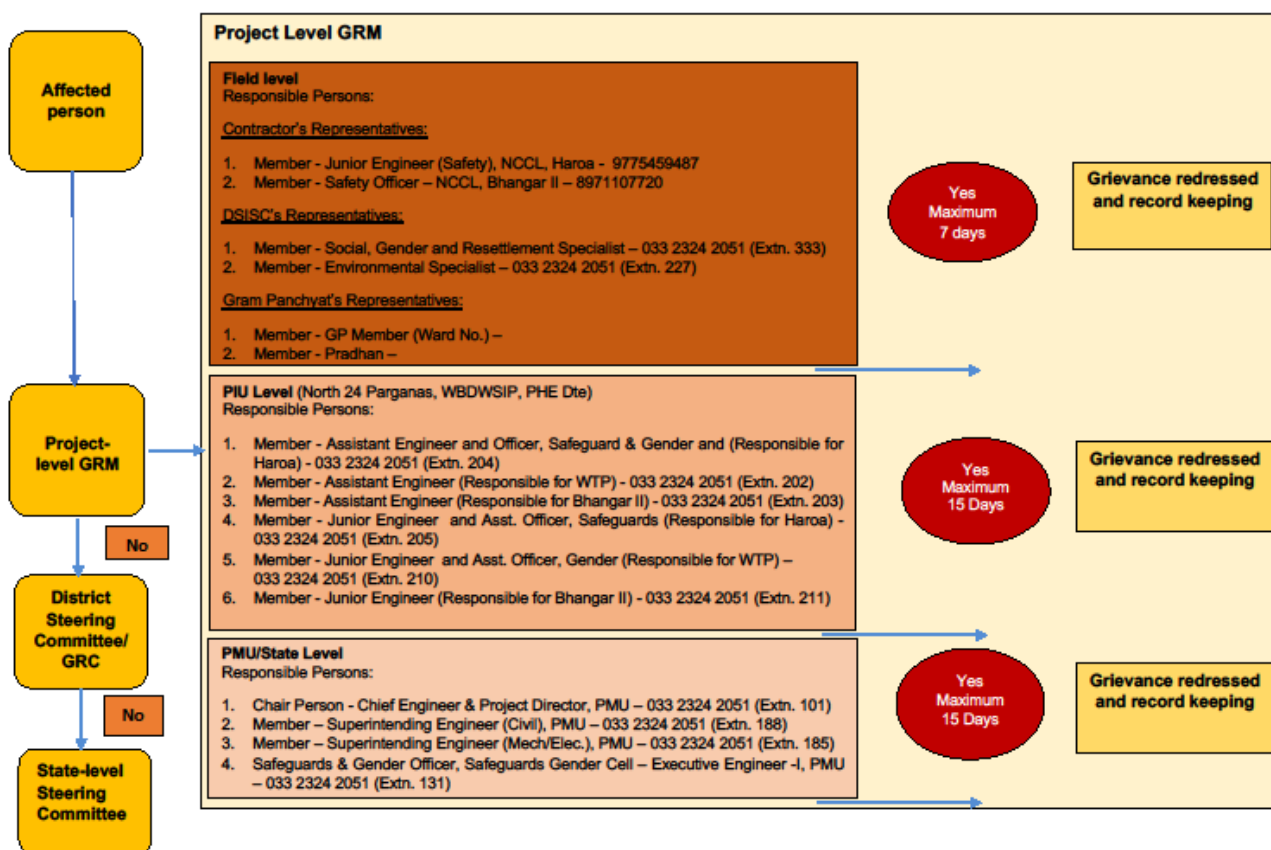 Affected
person
Project-
level GRM
No
District
Steering
Committee/
GRC
No
State-level
Steering
Committee
Project Level GRM
Field level
Responsible Persons:
Contractor's Representatives:
1. Member - Junior Engineer (Safety), NCCL, Haroa - 9775459487
2. Member - Safety Officer – NCCL, Bhangar II – 8971107720
DSISC's Representatives:
1. Member - Social, Gender and Resettlement Specialist – 033 2324 2051 (Extn. 333)
2. Member - Environmental Specialist – 033 2324 2051 (Extn. 227)
Gram Panchyat's Representatives:
1. Member - GP Member (Ward No.) –
2. Member - Pradhan –
Yes
Maximum
7 days
Grievance redressed
and record keeping
PIU Level (North 24 Parganas, WBDWSIP, PHE Dte)
Responsible Persons:
1. Member - Assistant Engineer and Officer, Safeguard & Gender and (Responsible for
Haroa) - 033 2324 2051 (Extn. 204)
2. Member - Assistant Engineer (Responsible for WTP) - 033 2324 2051 (Extn. 202)
3. Member - Assistant Engineer (Responsible for Bhangar II) - 033 2324 2051 (Extn. 203)
4. Member - Junior Engineer and Asst. Officer, Safeguards (Responsible for Haroa) -
033 2324 2051 (Extn. 205)
5. Member - Junior Engineer and Asst. Officer, Gender (Responsible for WTP) –
033 2324 2051 (Extn. 210)
6. Member - Junior Engineer (Responsible for Bhangar II) - 033 2324 2051 (Extn. 211)
Yes
Maximum
15 Days
Grievance redressed
and record keeping
PMU/State Level
Responsible Persons:
1. Chair Person - Chief Engineer & Project Director, PMU - 033 2324 2051 (Extn. 101)
2. Member – Superintending Engineer (Civil), PMU – 033 2324 2051 (Extn. 188)
3. Member – Superintending Engineer (Mech/Elec.), PMU – 033 2324 2051 (Extn. 185)
4. Safeguards & Gender Officer, Safeguards Gender Cell – Executive Engineer -I, PMU
– 033 2324 2051 (Extn. 131)
Yes
Maximum
15 Days
Grievance redressed
and record keeping